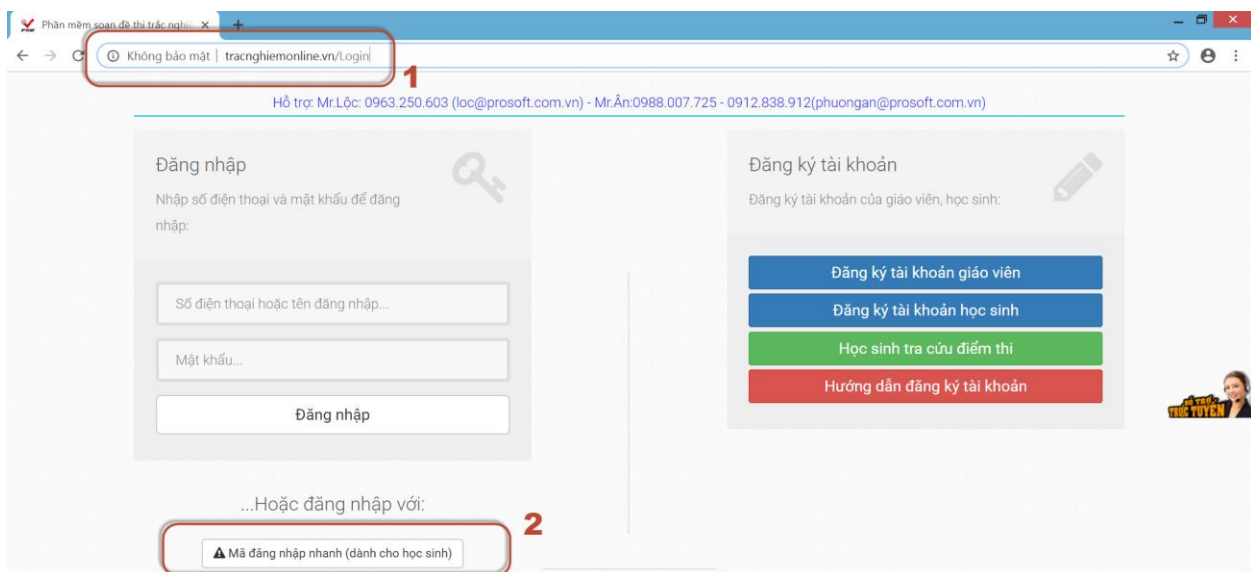 Phần mềm soạn đề thi trắc nghi
Không bảo mật | tracnghiemonline.vn/Login
1
Hỗ trợ: Mr.Lộc: 0963.250.603 (loc@prosoft.com.vn) - Mr.Ân:0988.007.725 - 0912.838.912(phuongan@prosoft.com.vn)
Đăng nhập
Nhập số điện thoại và mật khẩu để đăng
nhập:
Số điện thoại hoặc tên đăng nhập...
Mật khẩu...
Đăng nhập
...Hoặc đăng nhập với:
2
Mã đăng nhập nhanh (dành cho học sinh)
Đăng ký tài khoản
Đăng ký tài khoản của giáo viên, học sinh:
Đăng ký tài khoản giáo viên
Đăng ký tài khoản học sinh
Học sinh tra cứu điểm thi
Hướng dẫn đăng ký tài khoản
HỖ TRỢ
TRỰC TUYẾN